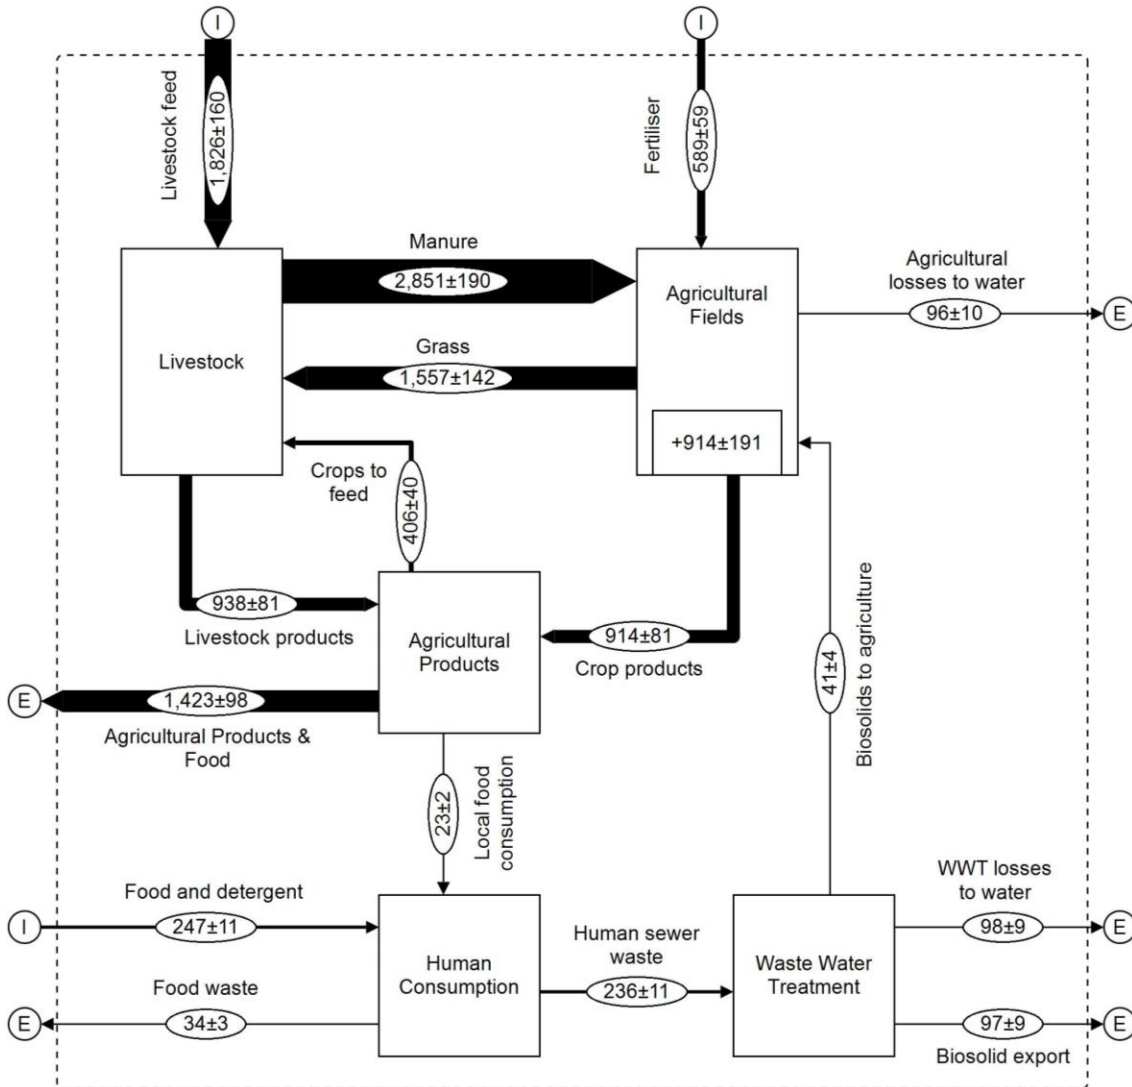 I
I
Livestock feed
1,826±160
Fertiliser
589±59
Manure
2,851±190
Agricultural
Fields
Agricultural
losses to water
96±10
E
Livestock
Grass
1,557±142
+914±191
Crops to
feed
406±40
938±81
Livestock products
Agricultural
Products
914±81
Crop products
41±4
Biosolids to agriculture
E
1,423±98
Agricultural Products &
Food
23±2
Local food
consumption
Food and detergent
I
247±11
Human
Consumption
Human sewer
waste
236±11
Waste Water
Treatment
WWT losses
to water
98±9
E
Food waste
E
34±3
97±9
E
Biosolid export